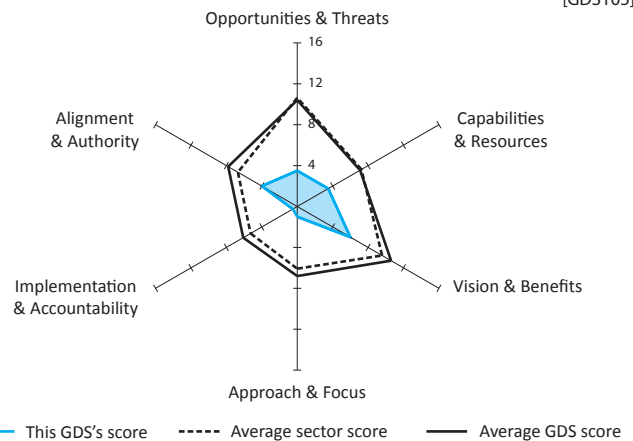 [GDS105]
Opportunities & Threats
16
12
8
4
Alignment
& Authority
Capabilities
& Resources
Implementation
& Accountability
Vision & Benefits
Approach & Focus
This GDS's score
Average sector score
Average GDS score